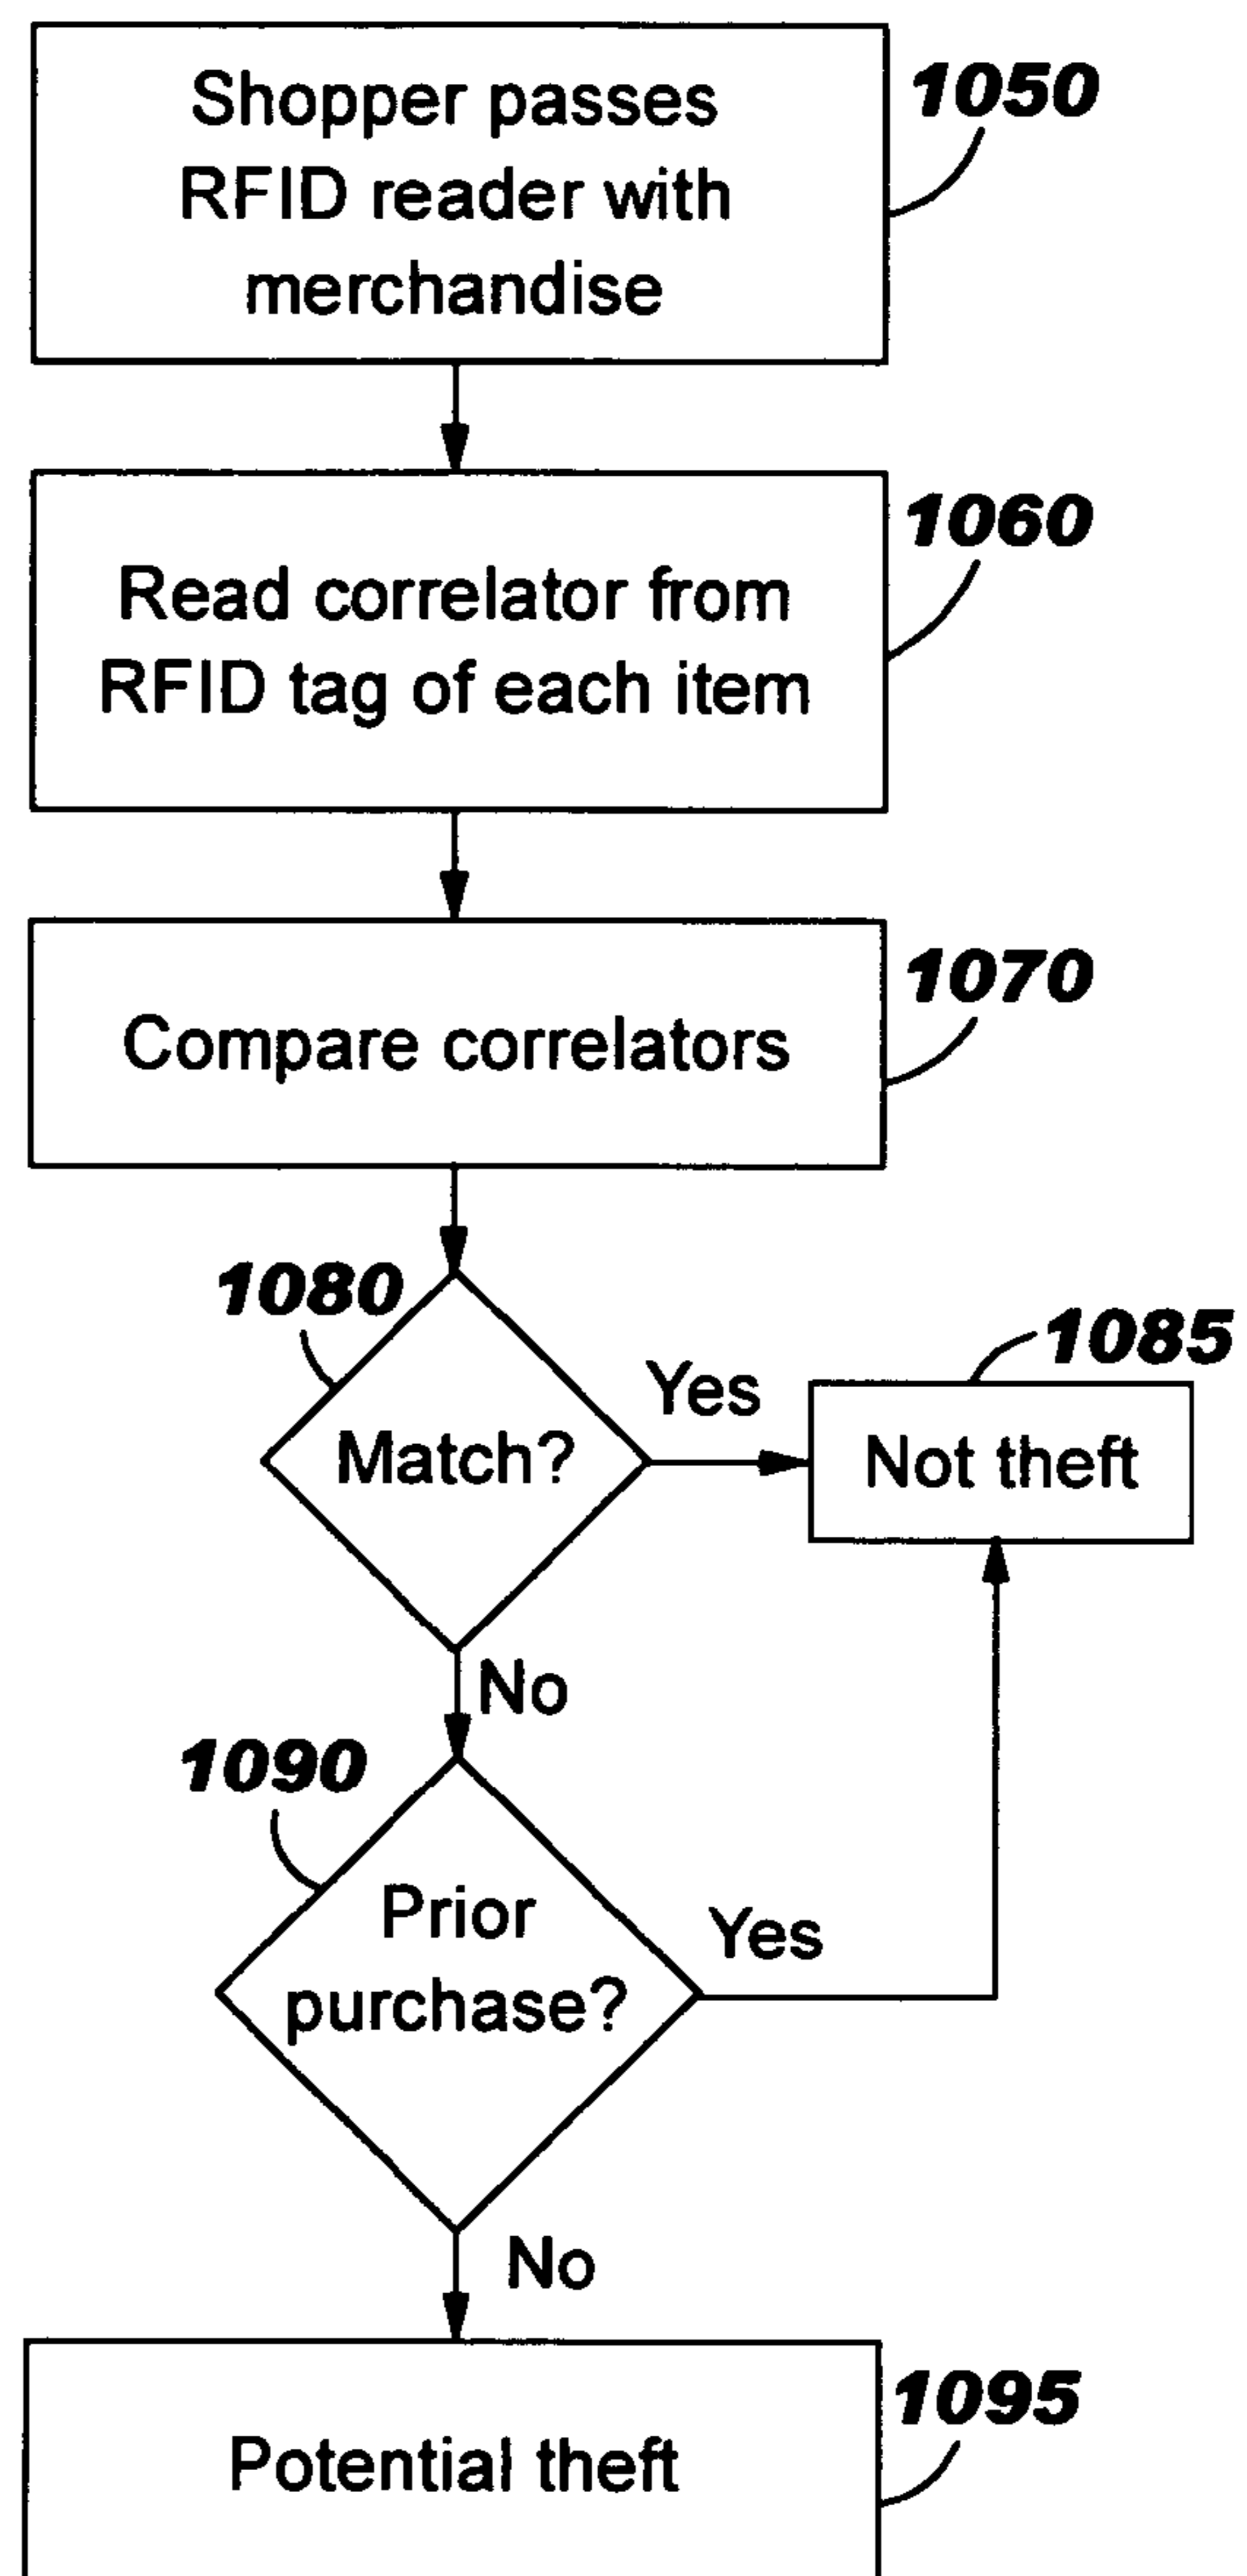 Shopper passes
RFID reader with
merchandise
1050
Read correlator from
RFID tag of each item
1060
Compare correlators
1070
1080
Match?
Yes
1085
Not theft
No
1090
Prior
purchase?
Yes
No
Potential theft
1095